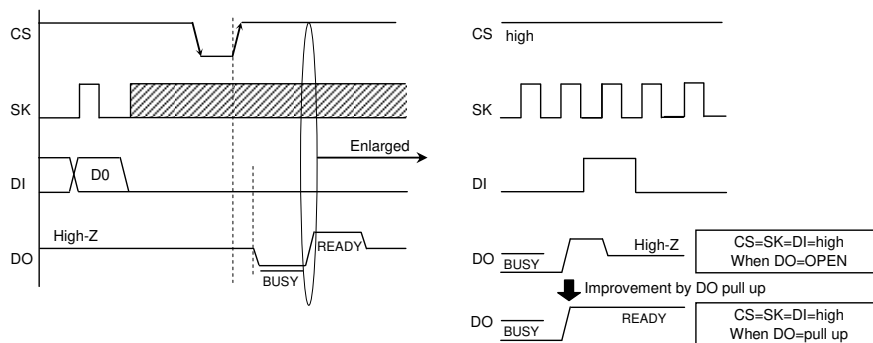 CS
SK
DI
D0
DO
High-Z
BUSY
READY
Enlarged
CS
high
SK
DI
DO
BUSY
High-Z
CS=SK=DI=high
When DO=OPEN
Improvement by DO pull up
DO
BUSY
READY
CS=SK=DI=high
When DO=pull up